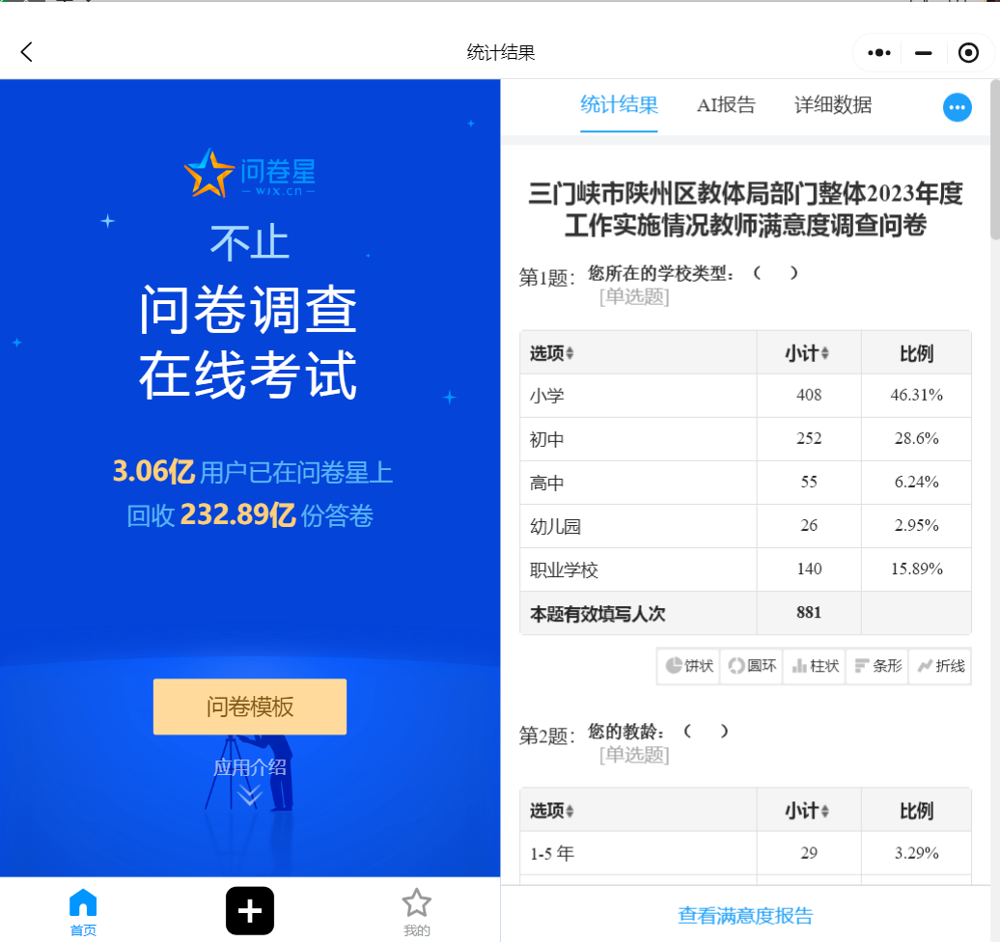 统计结果
问卷星
wjx.cn
不止
问卷调查
在线考试
3.06亿 用户已在问卷星上
回收 232.89亿 份答卷
问卷模板
应用介绍
首页
我的
统计结果 AI报告 详细数据
三门峡市陕州区教体局部门整体2023年度
工作实施情况教师满意度调查问卷
第1题： 您所在的学校类型：（ ）
[单选题]
选项 小计 比例
小学 408 46.31%
初中 252 28.6%
高中 55 6.24%
幼儿园 26 2.95%
职业学校 140 15.89%
本题有效填写人次 881
饼状 圆环 柱状 条形 折线
第2题： 您的教龄：（ ）
[单选题]
选项 小计 比例
1-5 年 29 3.29%
查看满意度报告